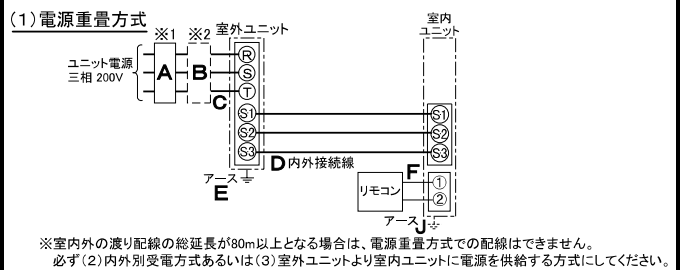 (1)電源重畳方式
※1 ※2 室外ユニット
室内
ユニット
ユニット電源
三相 200V
A B C
R
S
T
S1 S1
S2 S2
S3 S3
D 内外接続線
アース
E
F
リモコン
①
②
アース J
※室内外の渡り配線の総延長が80m以上となる場合は、電源重畳方式での配線はできません。
必ず(2)内外別受電方式あるいは(3)室外ユニットより室内ユニットに電源を供給する方式にしてください。